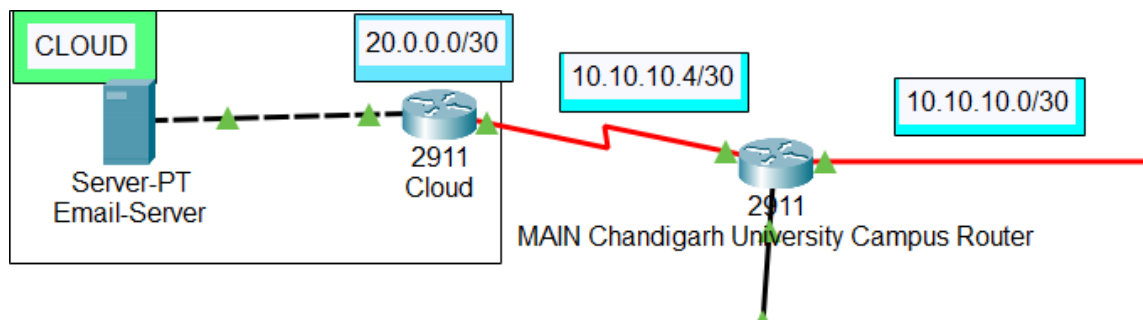 CLOUD
20.0.0.0/30
10.10.10.4/30
10.10.10.0/30
Server-PT
Email-Server
2911
Cloud
2911
MAIN Chandigarh University Campus Router